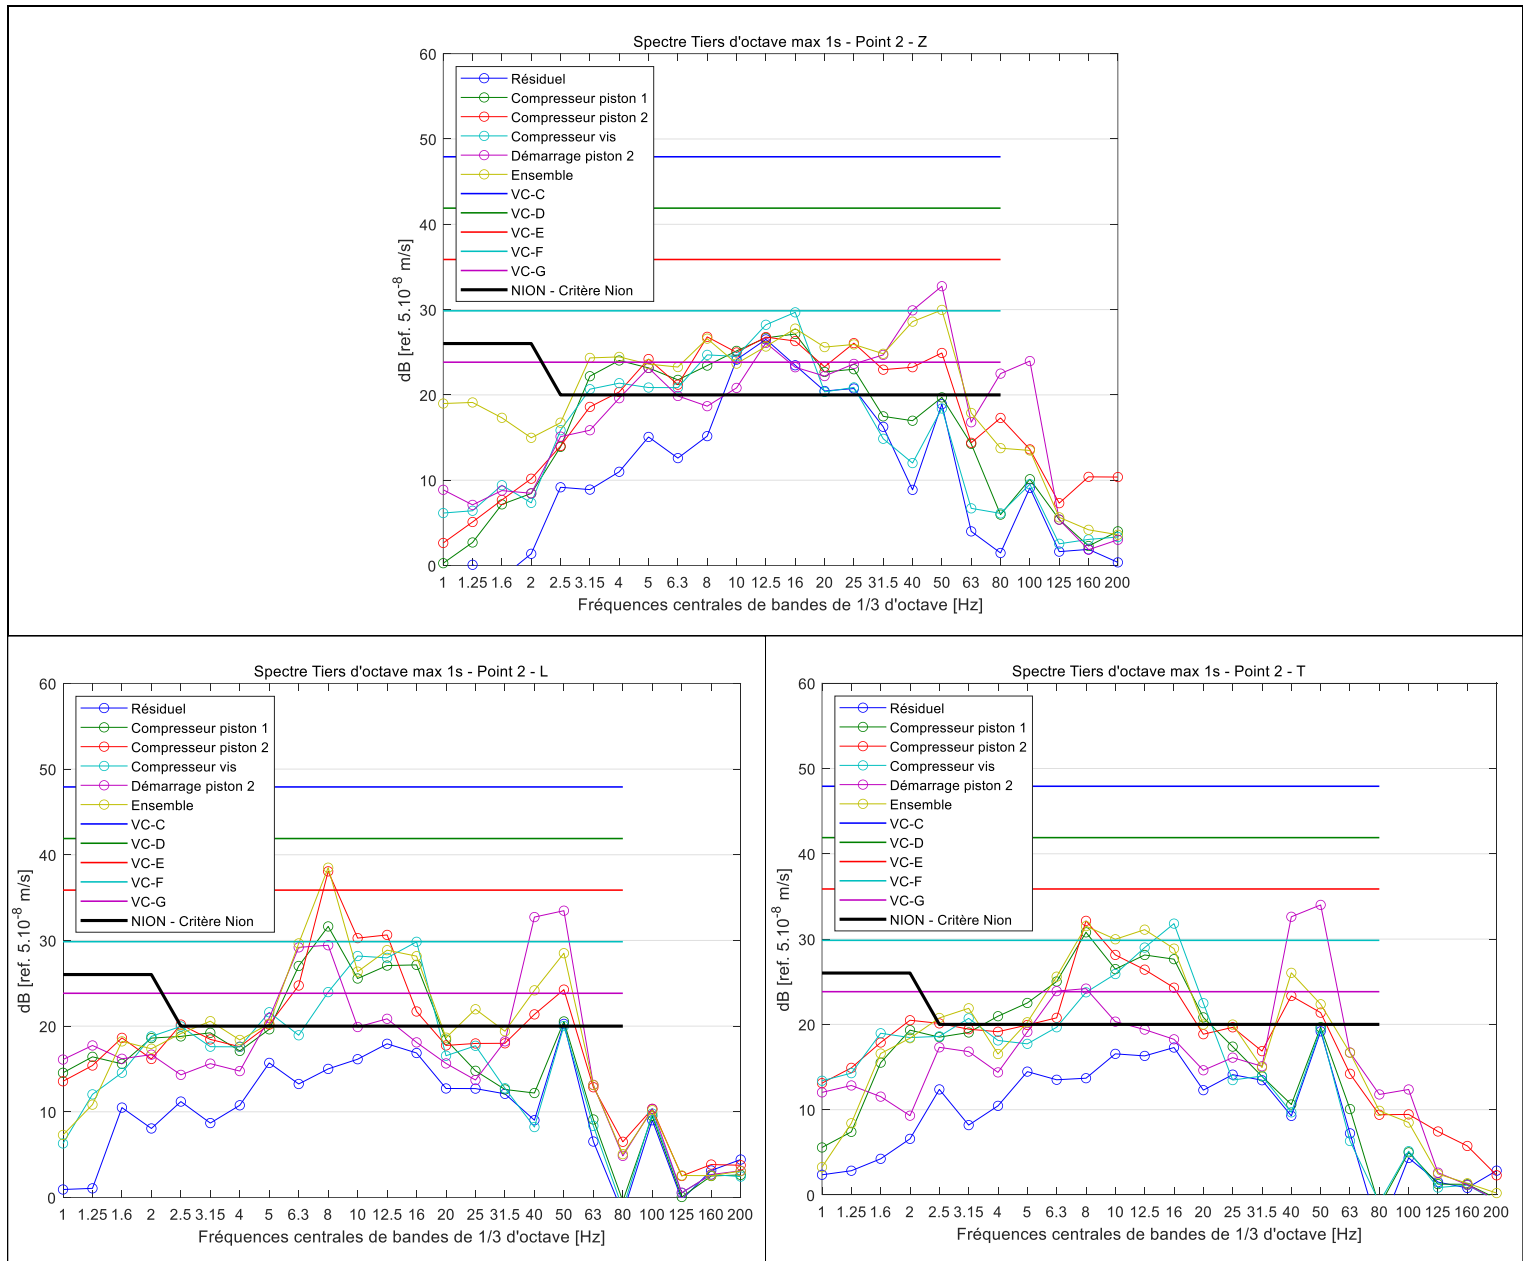 Spectre Tiers d'octave max 1s - Point 2 - Z
60
50
40
30
20
10
0
dB [ref. 5.10-8 m/s]
Résiduel
Compresseur piston 1
Compresseur piston 2
Compresseur vis
Démarrage piston 2
Ensemble
VC-C
VC-D
VC-E
VC-F
VC-G
NION - Critère Nion
1 1.25 1.6 2 2.5 3.15 4 5 6.3 8 10 12.5 16 20 25 31.5 40 50 63 80 100 125 160 200
Fréquences centrales de bandes de 1/3 d'octave [Hz]
Spectre Tiers d'octave max 1s - Point 2 - L
60
50
40
30
20
10
0
dB [ref. 5.10-8 m/s]
Résiduel
Compresseur piston 1
Compresseur piston 2
Compresseur vis
Démarrage piston 2
Ensemble
VC-C
VC-D
VC-E
VC-F
VC-G
NION - Critère Nion
1 1.25 1.6 2 2.5 3.15 4 5 6.3 8 10 12.5 16 20 25 31.5 40 50 63 80 100 125 160 200
Fréquences centrales de bandes de 1/3 d'octave [Hz]
Spectre Tiers d'octave max 1s - Point 2 - T
60
50
40
30
20
10
0
dB [ref. 5.10-8 m/s]
Résiduel
Compresseur piston 1
Compresseur piston 2
Compresseur vis
Démarrage piston 2
Ensemble
VC-C
VC-D
VC-E
VC-F
VC-G
NION - Critère Nion
1 1.25 1.6 2 2.5 3.15 4 5 6.3 8 10 12.5 16 20 25 31.5 40 50 63 80 100 125 160 200
Fréquences centrales de bandes de 1/3 d'octave [Hz]